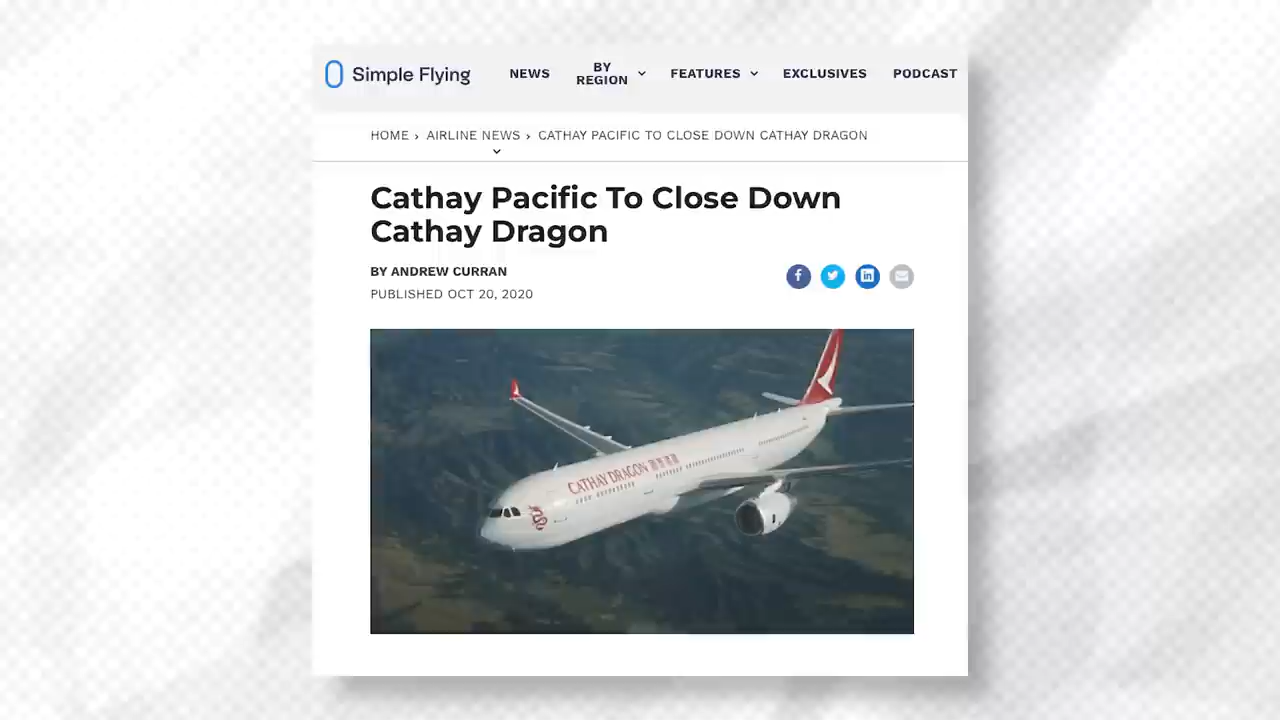 Simple Flying
NEWS
BY
REGION
FEATURES
EXCLUSIVES
PODCAST
HOME › AIRLINE NEWS › CATHAY PACIFIC TO CLOSE DOWN CATHAY DRAGON
Cathay Pacific To Close Down
Cathay Dragon
BY ANDREW CURRAN
PUBLISHED OCT 20, 2020
CATHAY DRAGON